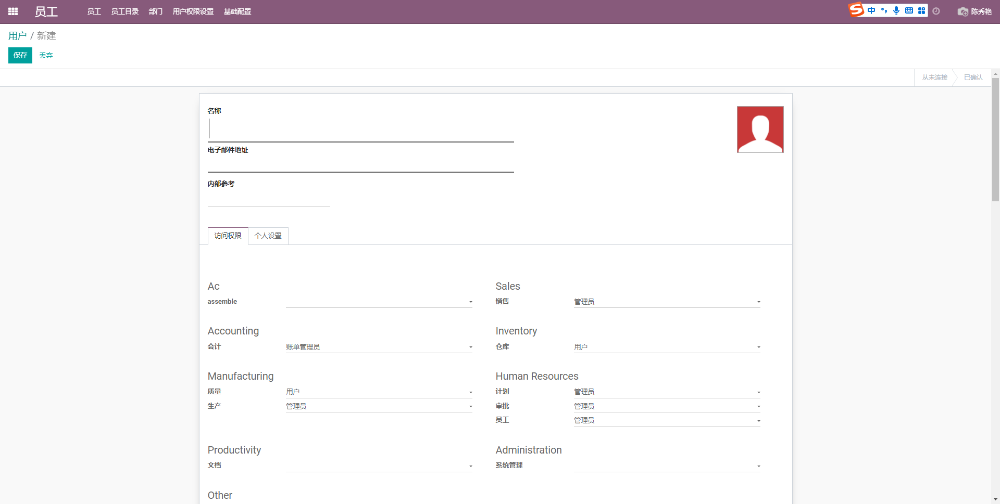 员工 员工 员工目录 部门 用户权限设置 基础配置 S 中 陈秀艳
用户 / 新建
保存 丢弃
从未连接 已确认
名称
电子邮件地址
内部参考
访问权限 个人设置
Ac Sales
assemble 销售 管理员
Accounting Inventory
会计 账单管理员 仓库 用户
Manufacturing Human Resources
质量 用户 计划 管理员
生产 管理员 审批 管理员
员工 管理员
Productivity Administration
文档 系统管理
Other